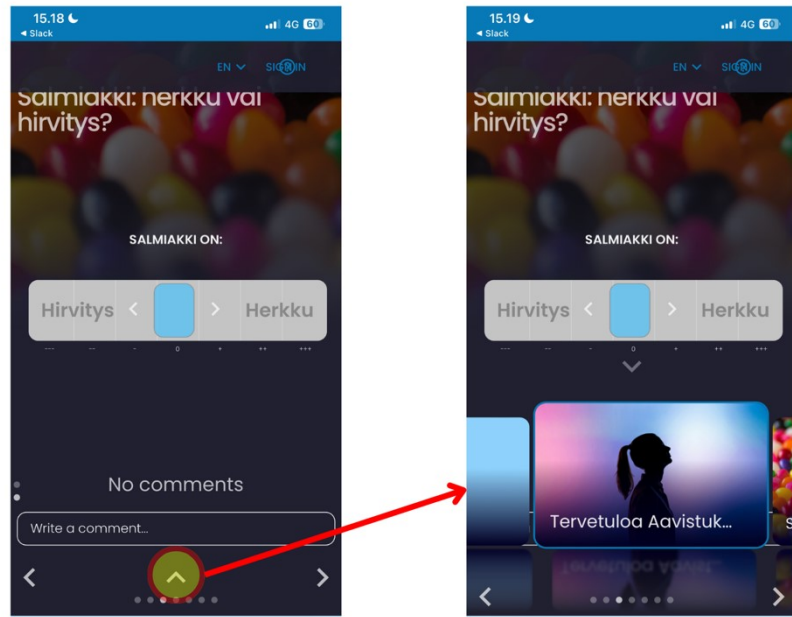 15.18
Slack
4G 60
EN
SIGN IN
Salmiakki: herkku vai
hirvitys?
SALMIAKKI ON:
Hirvitys
Herkku
--- -- - 0 + ++ +++
No comments
Write a comment...
15.19
Slack
4G 60
EN
SIGN IN
Salmiakki: herkku vai
hirvitys?
SALMIAKKI ON:
Hirvitys
Herkku
--- -- - 0 + ++ +++
Tervetuloa Aavistuk...
S